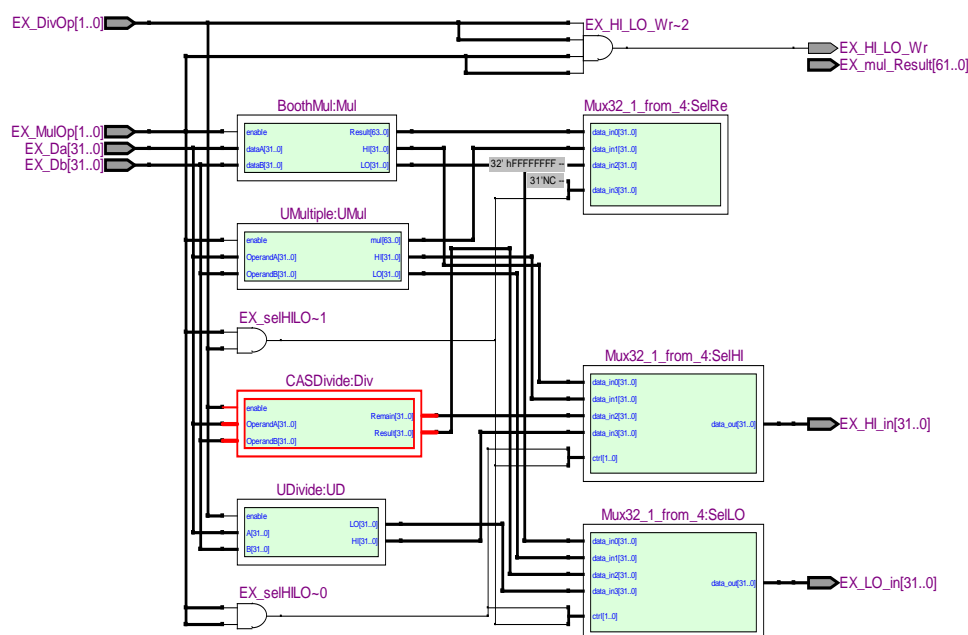 EX_DivOp[1..0]
EX_HI_LO_Wr~2
EX_HI_LO_Wr
EX_mul_Result[61..0]
BoothMul:Mul
Mux32_1_from_4:SelRe
EX_MulOp[1..0]
EX_Da[31..0]
EX_Db[31..0]
enable
dataA[31..0]
dataB[31..0]
Result[63..0]
HI[31..0]
LO[31..0]
32' hFFFFFFFF --
31'NC --
data_in0[31..0]
data_in1[31..0]
data_in2[31..0]
data_in3[31..0]
UMultiple:UMul
enable
OperandA[31..0]
OperandB[31..0]
mul[63..0]
HI[31..0]
LO[31..0]
EX_selHILO~1
Mux32_1_from_4:SelHI
CASDivide:Div
enable
OperandA[31..0]
OperandB[31..0]
Remain[31..0]
Result[31..0]
data_in0[31..0]
data_in1[31..0]
data_in2[31..0]
data_in3[31..0]
ctrl[1..0]
data_out[31..0]
EX_HI_in[31..0]
UDivide:UD
enable
A[31..0]
B[31..0]
LO[31..0]
HI[31..0]
Mux32_1_from_4:SelLO
data_in0[31..0]
data_in1[31..0]
data_in2[31..0]
data_in3[31..0]
ctrl[1..0]
data_out[31..0]
EX_LO_in[31..0]
EX_selHILO~0